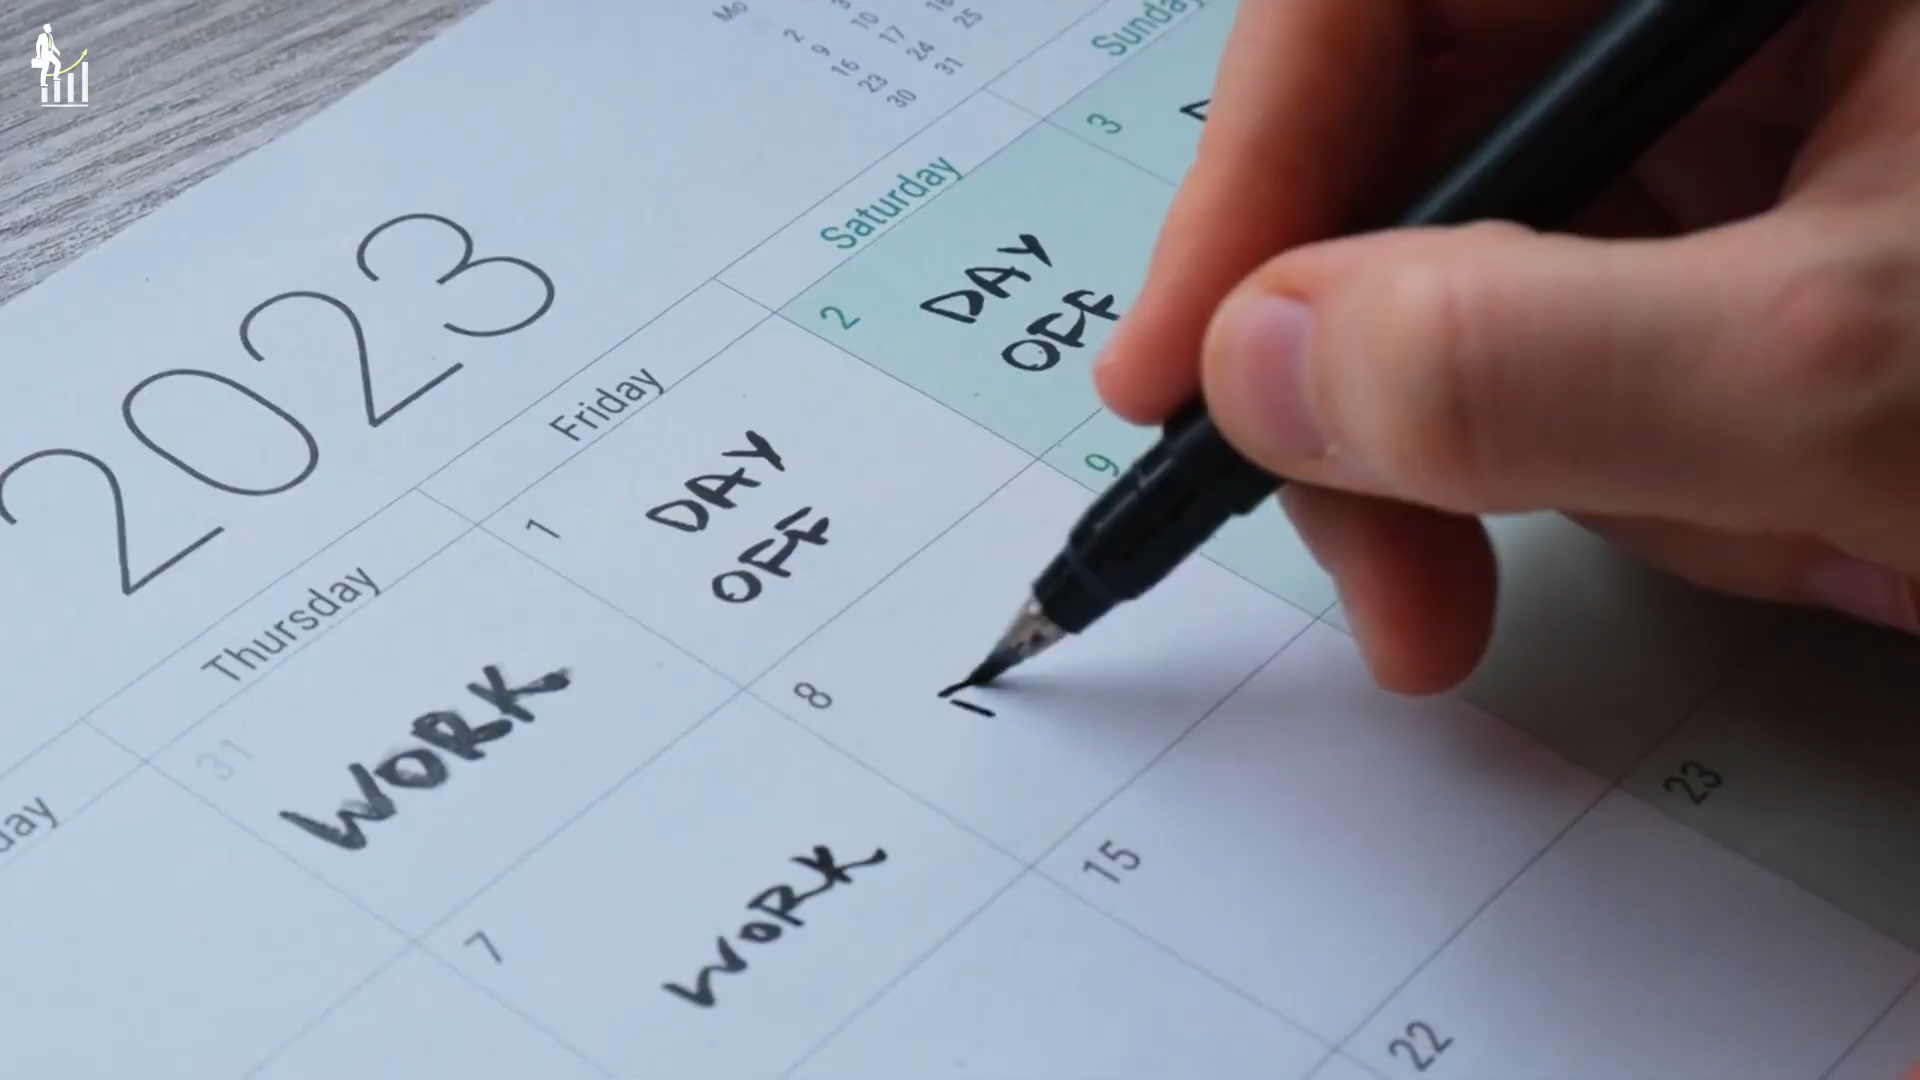 Mo
2
9 10
16 17
23 24 25
30 31
2023
Thursday Friday Saturday Sunday
31 WORK
1 DAY
OFF
2 DAY
OFF
3 D
7 WORK
8
9
15
22
23